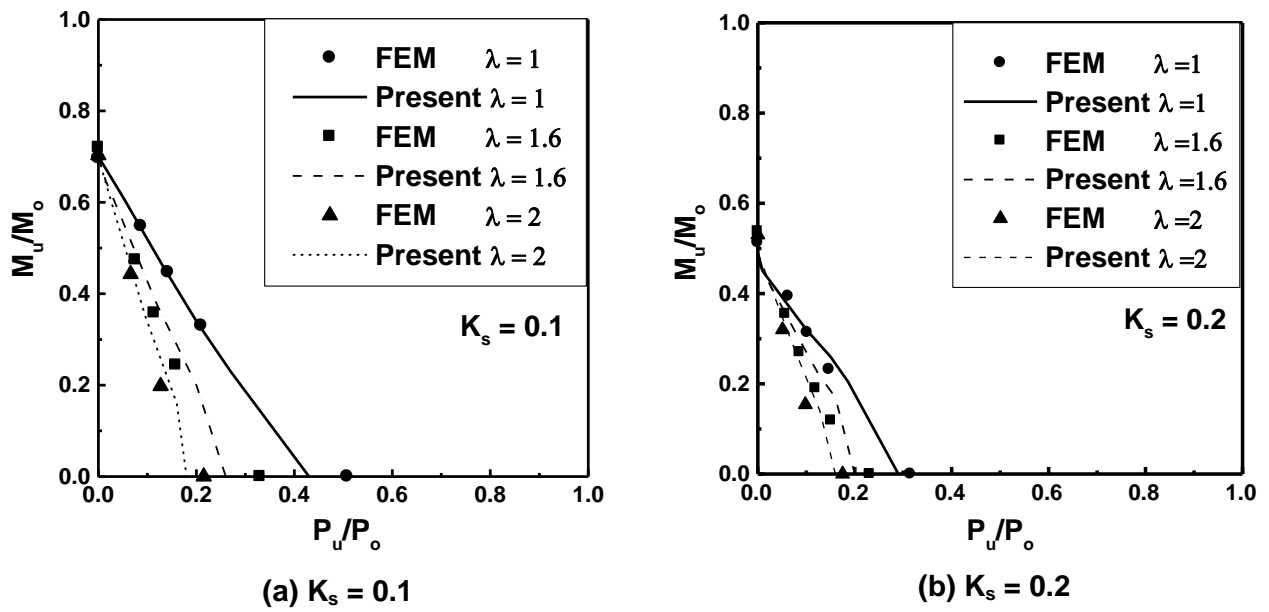 1.0
0.8
0.6
0.4
0.2
0.0
M_u/M_o
FEM λ = 1
Present λ = 1
FEM λ = 1.6
Present λ = 1.6
FEM λ = 2
Present λ = 2
K_s = 0.1
0.0 0.2 0.4 0.6 0.8 1.0
P_u/P_o
(a) K_s = 0.1
1.0
0.8
0.6
0.4
0.2
0.0
M_u/M_o
FEM λ =1
Present λ =1
FEM λ =1.6
Present λ =1.6
FEM λ =2
Present λ =2
K_s = 0.2
0.0 0.2 0.4 0.6 0.8 1.0
P_u/P_o
(b) K_s = 0.2